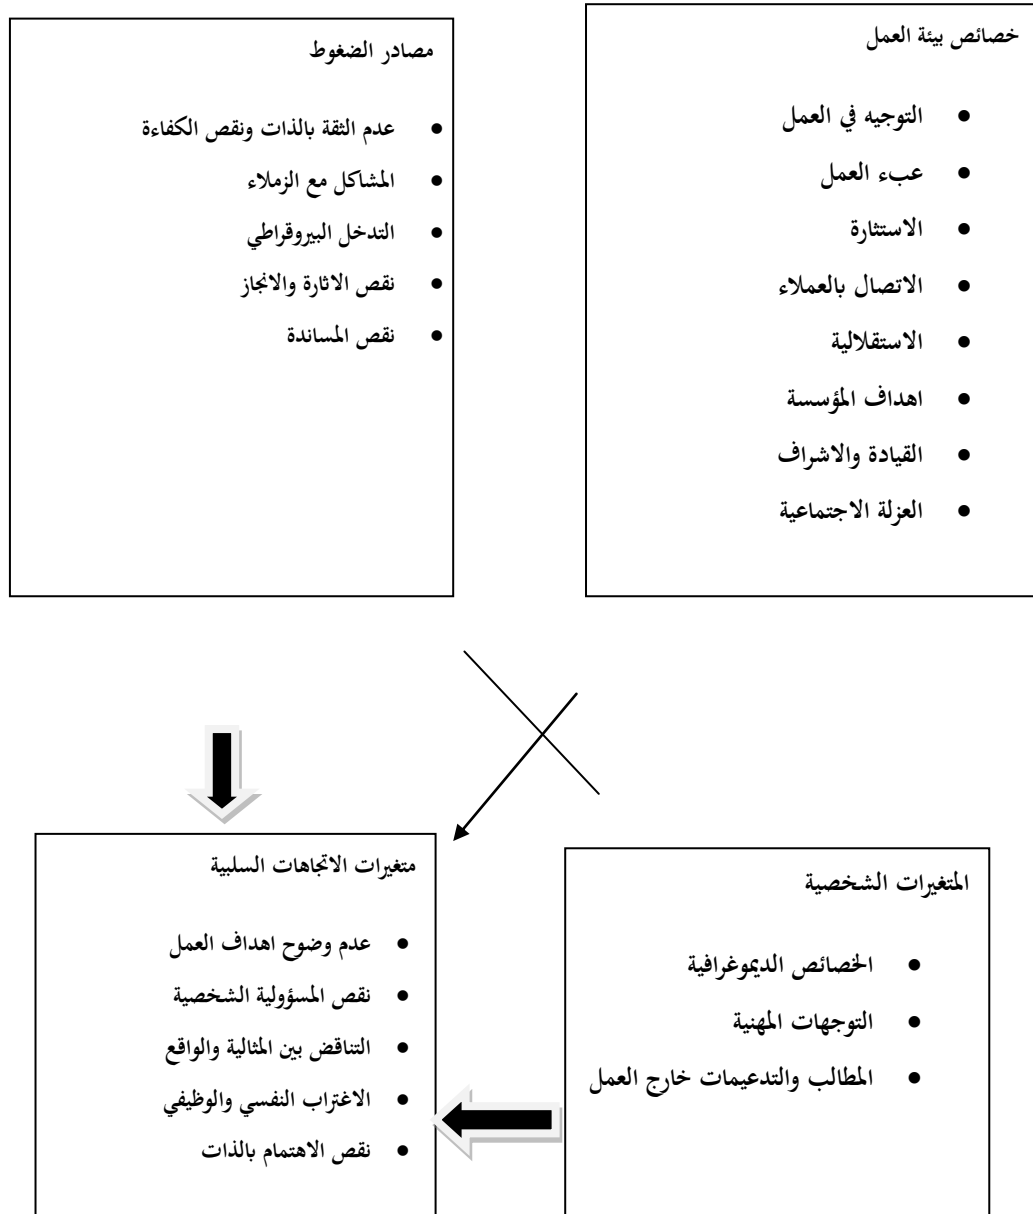 خصائص بيئة العمل
• التوجيه في العمل
• عبء العمل
• الاستثارة
• الاتصال بالعملاء
• الاستقلالية
• اهداف المؤسسة
• القيادة والاشراف
• العزلة الاجتماعية
مصادر الضغوط
• عدم الثقة بالذات ونقص الكفاءة
• المشاكل مع الزملاء
• التدخل البيروقراطي
• نقص الاثارة والانجاز
• نقص المساندة
المتغيرات الشخصية
• الخصائص الديموغرافية
• التوجهات المهنية
• المطالب والتدعيمات خارج العمل
متغيرات الاتجاهات السلبية
• عدم وضوح اهداف العمل
• نقص المسؤولية الشخصية
• التناقض بين المثالية والواقع
• الاغتراب النفسي والوظيفي
• نقص الاهتمام بالذات